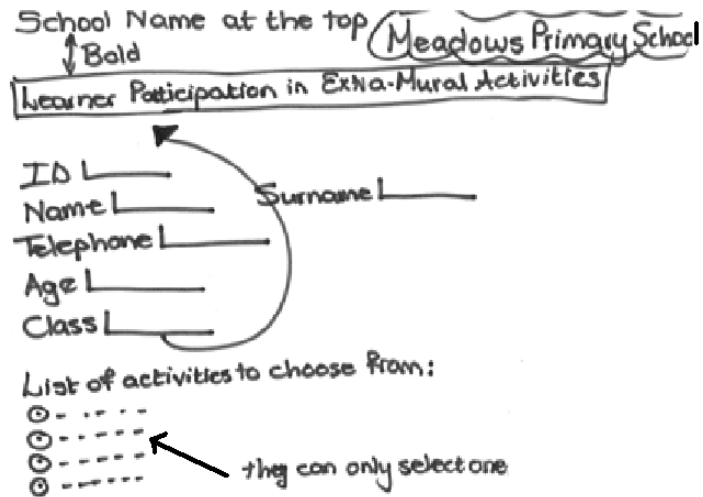 School Name at the top Meadows Primary School
Bold
Learner Participation in Extra-Mural Activities
ID
Name Surname
Telephone
Age
Class
List of activities to choose from:
they can only select one